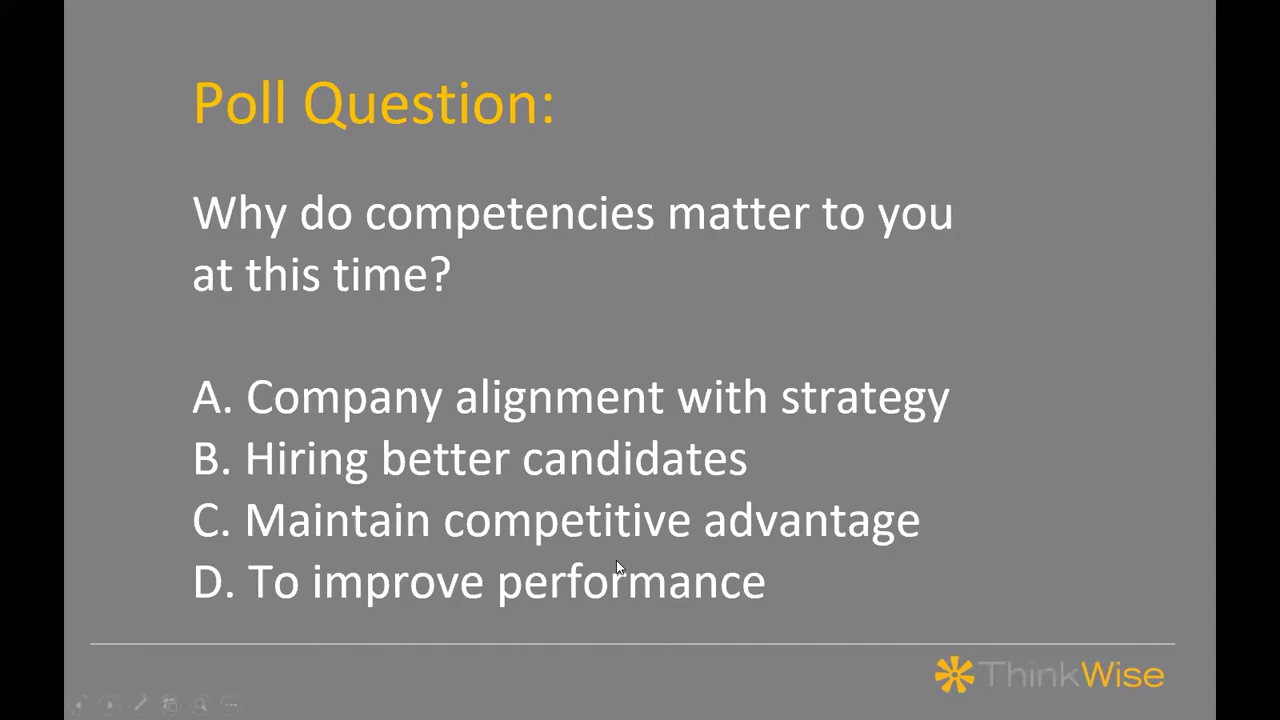 Poll Question:
Why do competencies matter to you
at this time?
A. Company alignment with strategy
B. Hiring better candidates
C. Maintain competitive advantage
D. To improve performance
ThinkWise